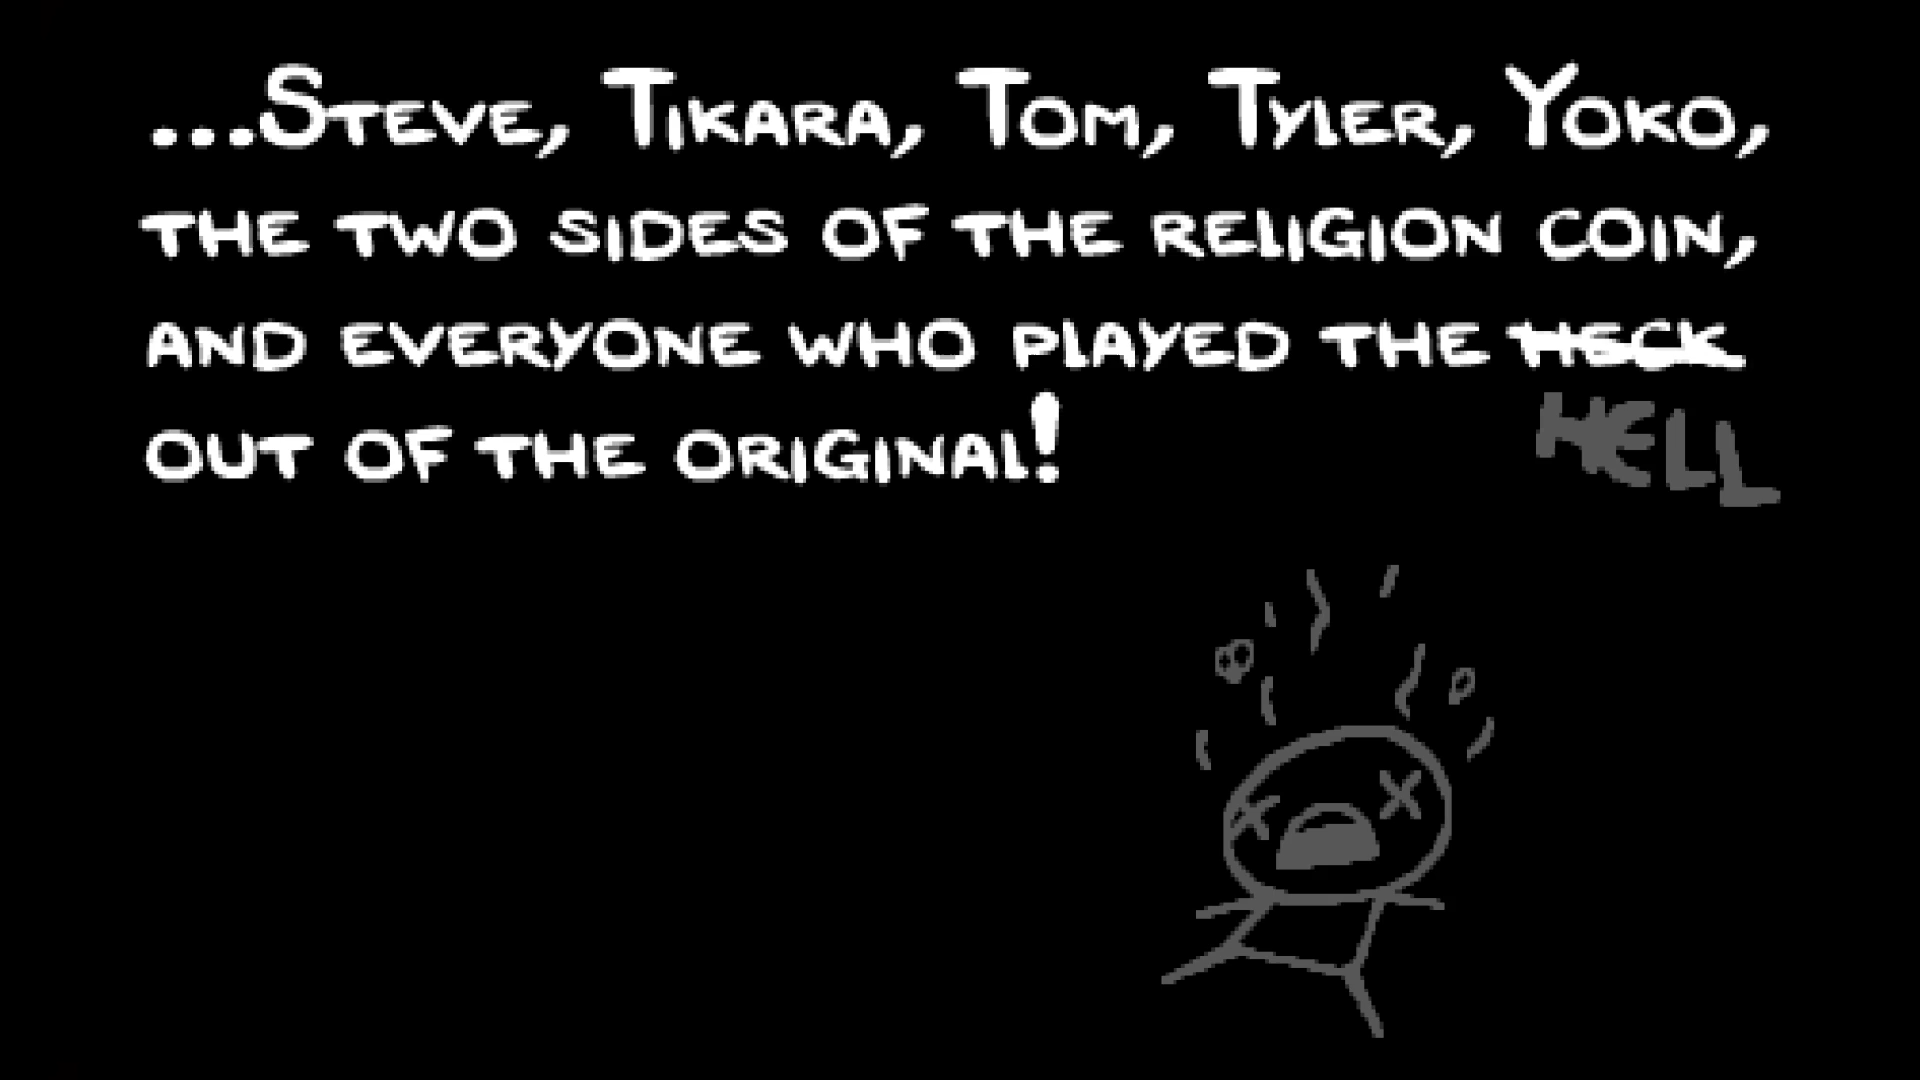 ...Steve, Tikara, Tom, Tyler, Yoko,
the two sides of the religion coin,
and everyone who played the heck
HELL
out of the original!